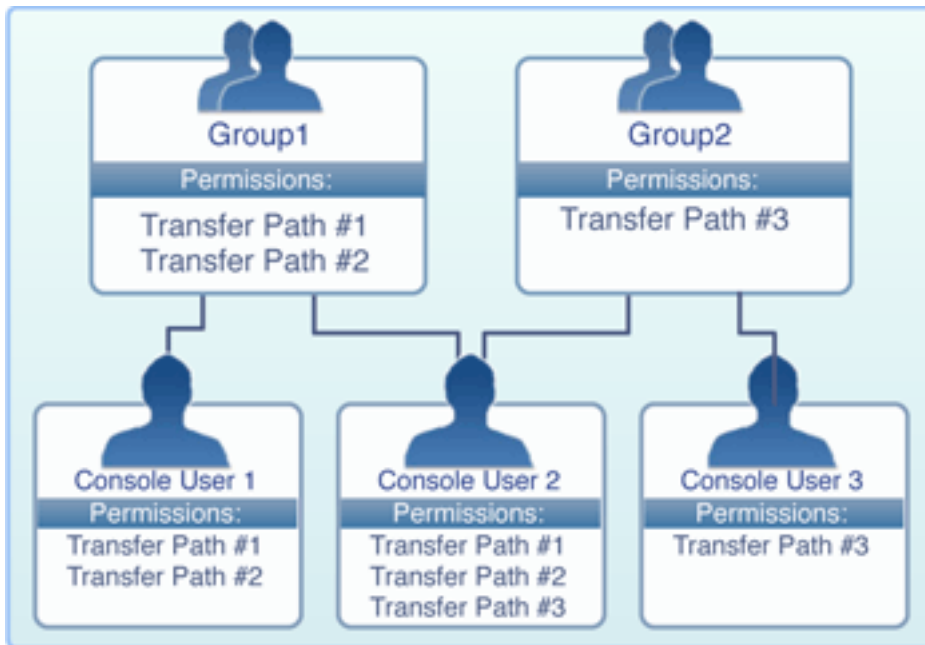 Group1
Permissions:
Transfer Path #1
Transfer Path #2
Group2
Permissions:
Transfer Path #3
Console User 1
Permissions:
Transfer Path #1
Transfer Path #2
Console User 2
Permissions:
Transfer Path #1
Transfer Path #2
Transfer Path #3
Console User 3
Permissions:
Transfer Path #3